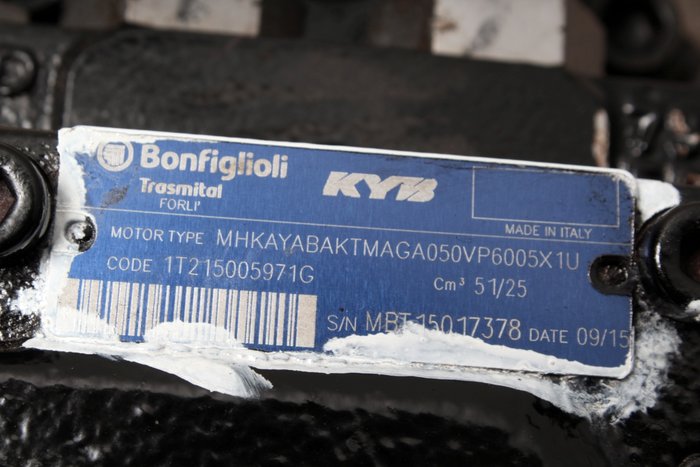 Bonfiglioli
Trasmital
FORLI'
KYB
MADE IN ITALY
MOTOR TYPE MHKAYABAKTMAGA050VP6005X1U
CODE 1T215005971G
Cm³ 51/25
S/N MBT 15017378 DATE 09/15